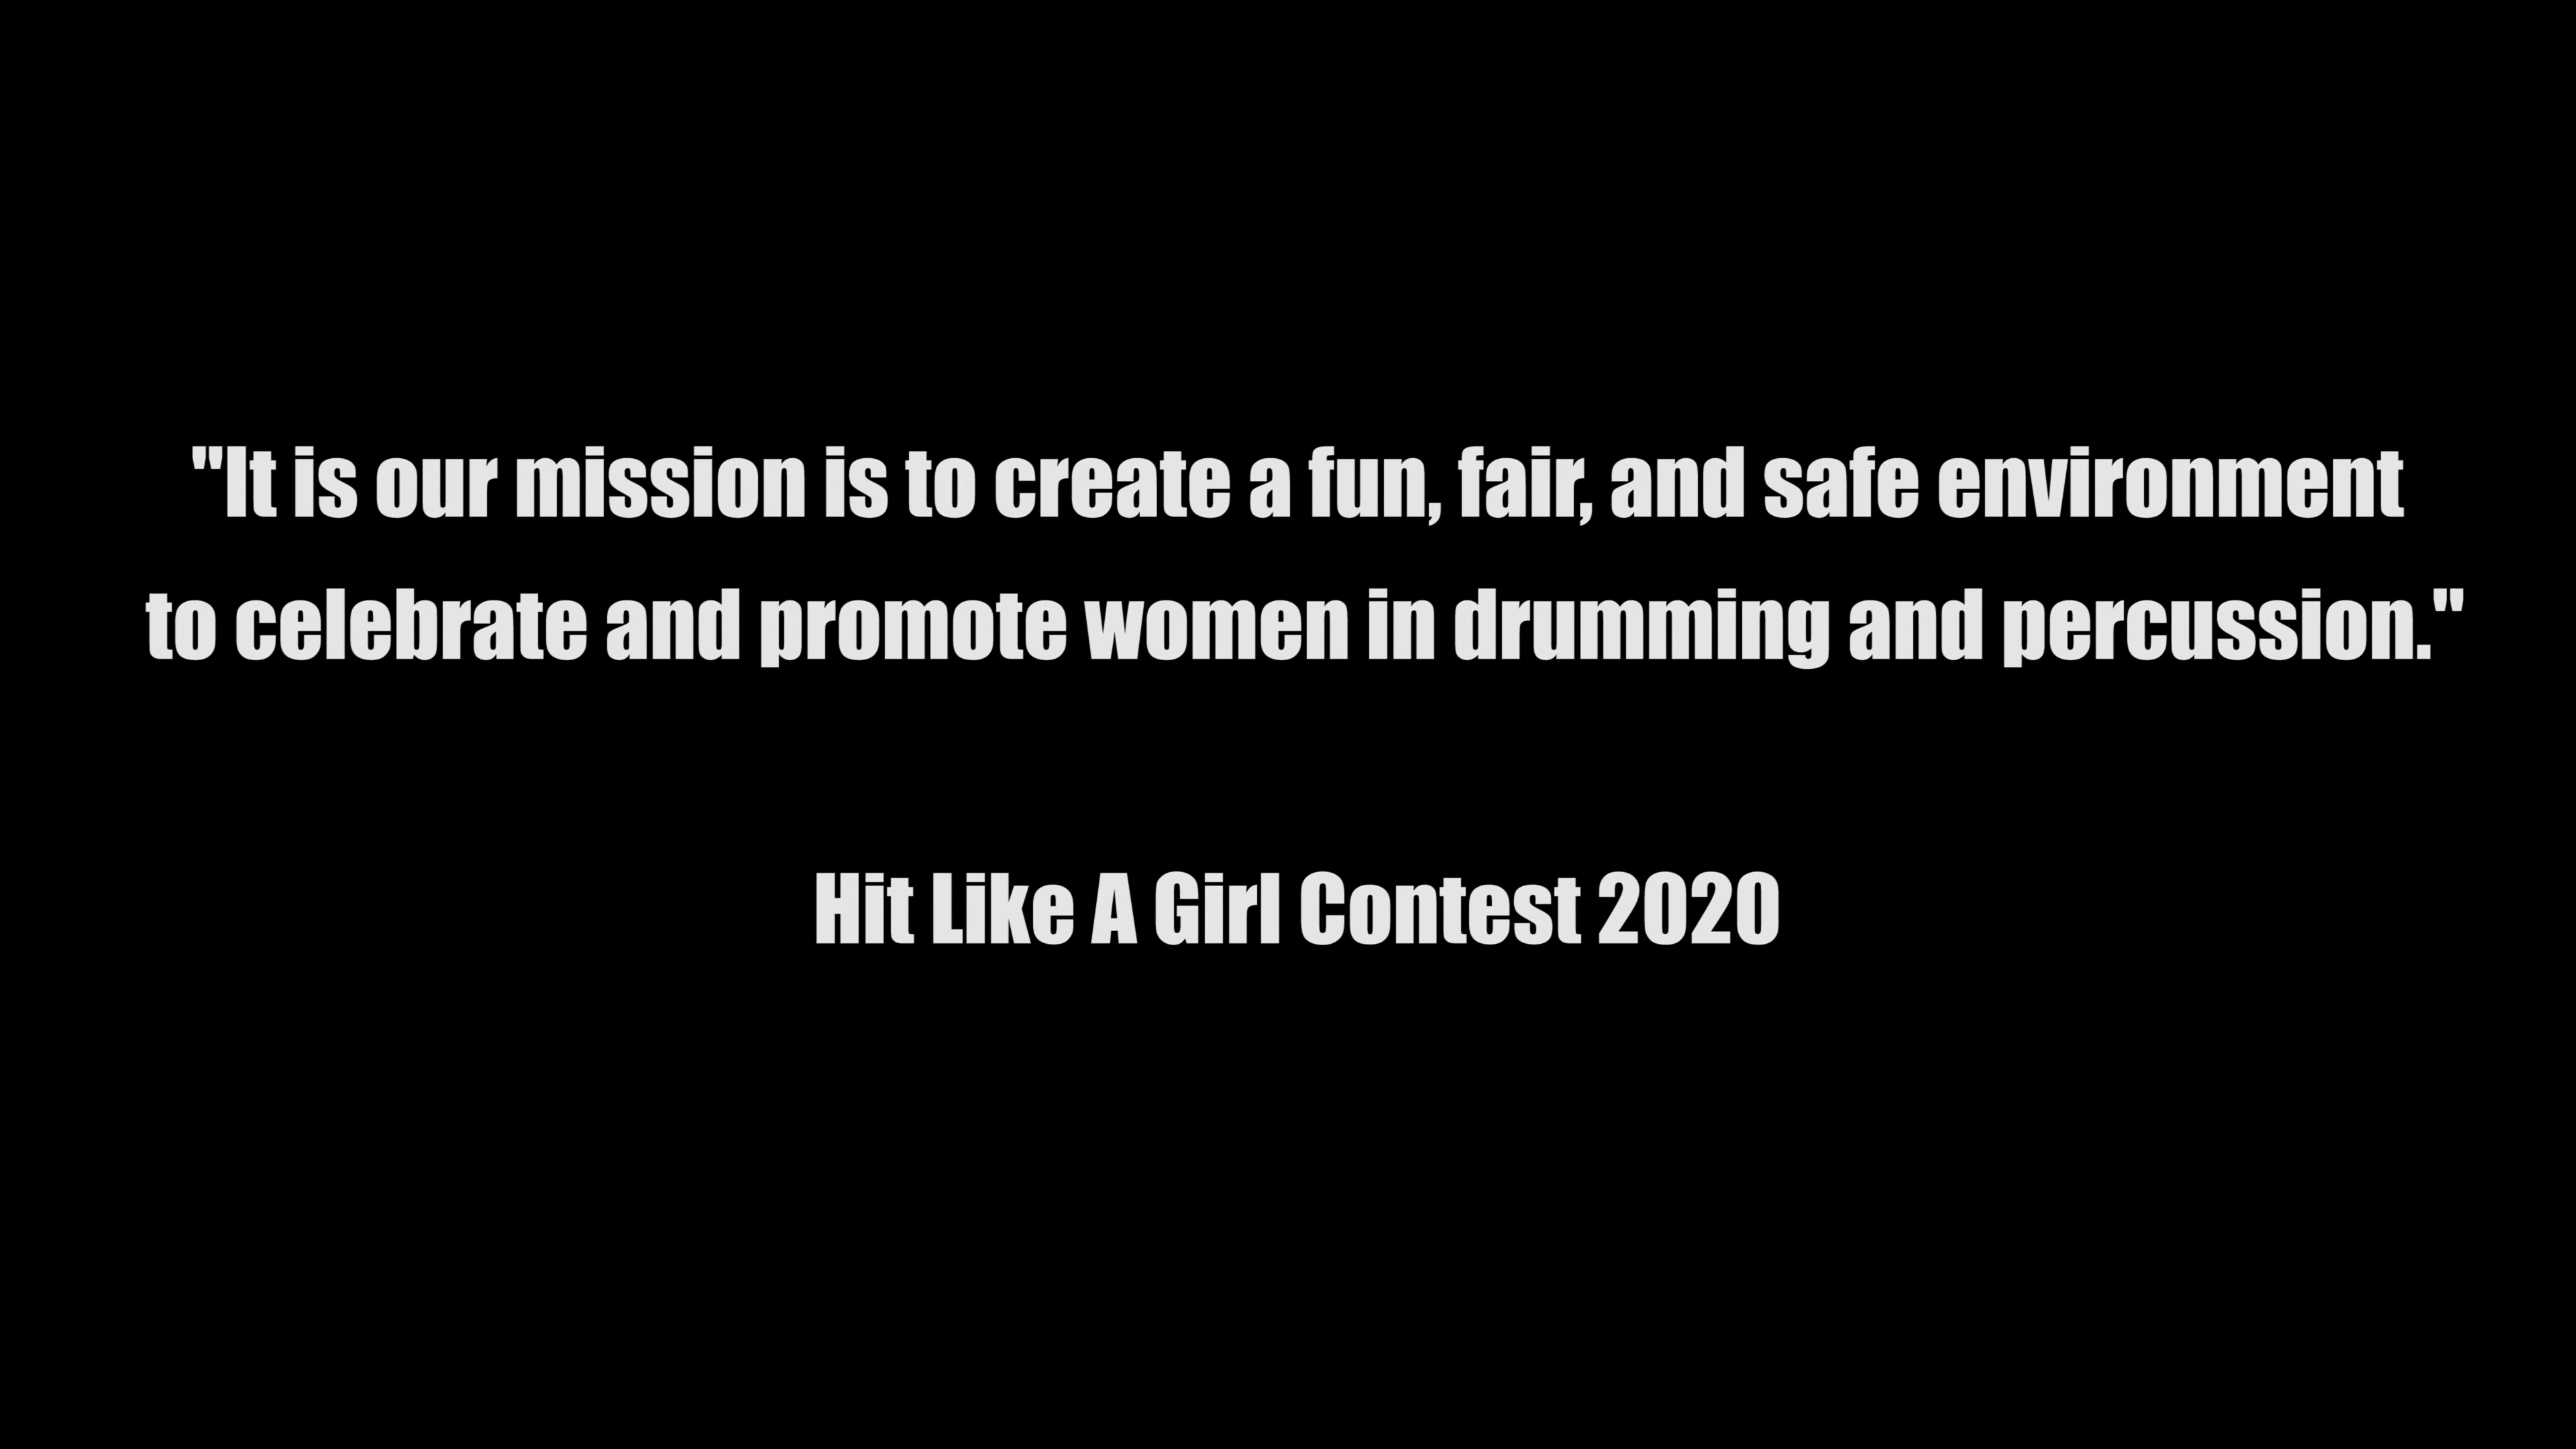 "It is our mission is to create a fun, fair, and safe environment
to celebrate and promote women in drumming and percussion."
Hit Like A Girl Contest 2020